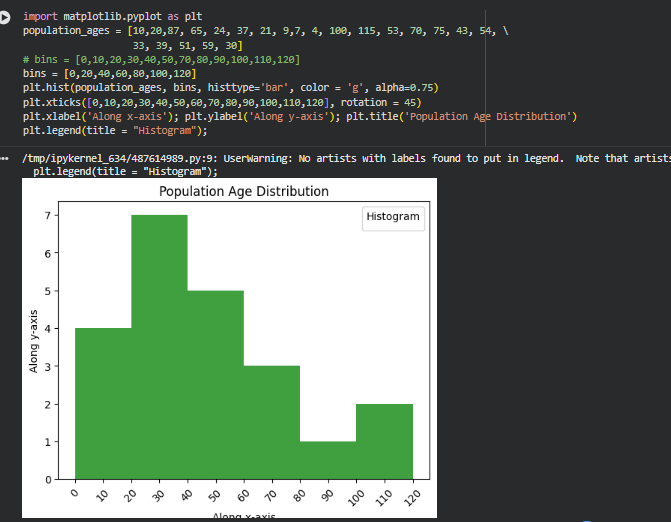 import matplotlib.pyplot as plt
population_ages = [10,20,87, 65, 24, 37, 21, 9,7, 4, 100, 115, 53, 70, 75, 43, 54, \
33, 39, 51, 59, 30]
# bins = [0,10,20,30,40,50,70,80,90,100,110,120]
bins = [0,20,40,60,80,100,120]
plt.hist(population_ages, bins, histtype='bar', color = 'g', alpha=0.75)
plt.xticks([0,10,20,30,40,50,60,70,80,90,100,110,120], rotation = 45)
plt.xlabel('Along x-axis'); plt.ylabel('Along y-axis'); plt.title('Population Age Distribution')
plt.legend(title = "Histogram");
/tmp/ipykernel_634/487614989.py:9: UserWarning: No artists with labels found to put in legend.  Note that artists
plt.legend(title = "Histogram");
Population Age Distribution
Histogram
7
6
5
4
3
2
1
0
Along y-axis
0 10 20 30 40 50 60 70 80 90 100 110 120
Along x-axis